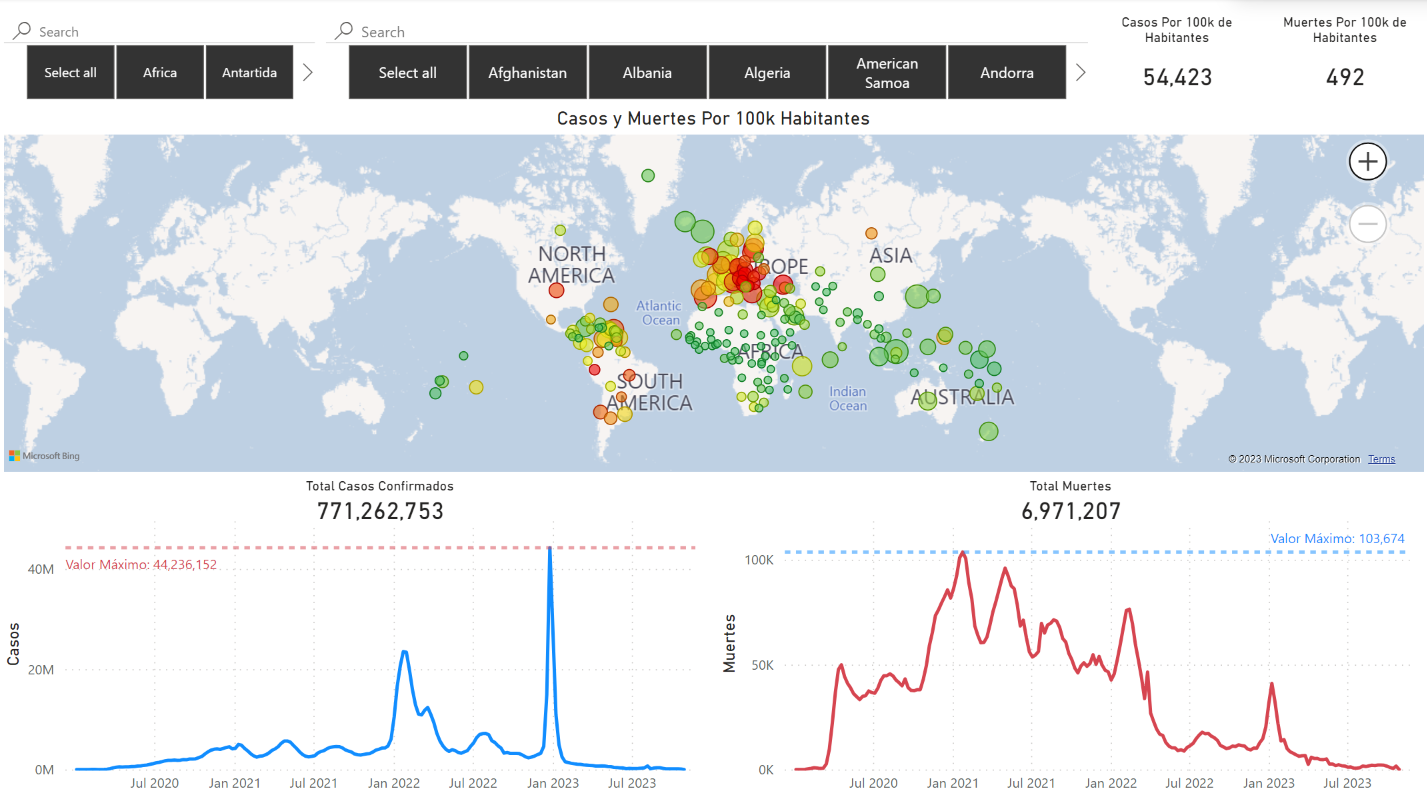 Search
Search
Select all
Africa
Antartida
Select all
Afghanistan
Albania
Algeria
American
Samoa
Andorra
Casos Por 100k de
Habitantes
54,423
Muertes Por 100k de
Habitantes
492
Casos y Muertes Por 100k Habitantes
NORTH
AMERICA
Atlantic
Ocean
ROPE
ASIA
AFRICA
SOUTH
AMERICA
Indian
Ocean
AUSTRALIA
Microsoft Bing
© 2023 Microsoft Corporation Terms
Total Casos Confirmados
771,262,753
Valor Máximo: 44,236,152
Casos
40M
20M
0M
Jul 2020
Jan 2021
Jul 2021
Jan 2022
Jul 2022
Jan 2023
Jul 2023
Total Muertes
6,971,207
Valor Máximo: 103,674
Muertes
100K
50K
0K
Jul 2020
Jan 2021
Jul 2021
Jan 2022
Jul 2022
Jan 2023
Jul 2023